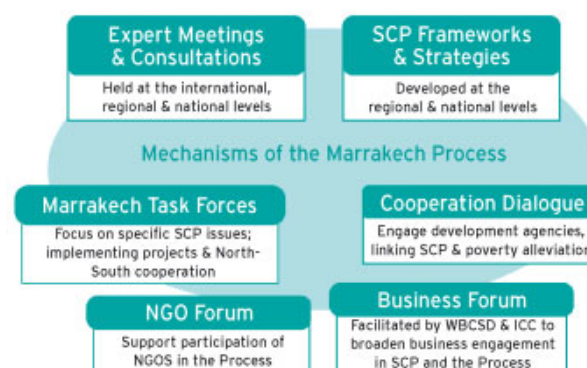 Expert Meetings
& Consultations
Held at the international,
regional & national levels
SCP Frameworks
& Strategies
Developed at the
regional & national levels
Mechanisms of the Marrakech Process
Marrakech Task Forces
Focus on specific SCP issues;
implementing projects & North-
South cooperation
Cooperation Dialogue
Engage development agencies,
linking SCP & poverty alleviation
NGO Forum
Support participation of
NGOS in the Process
Business Forum
Facilitated by WBCSD & ICC to
broaden business engagement
in SCP and the Process